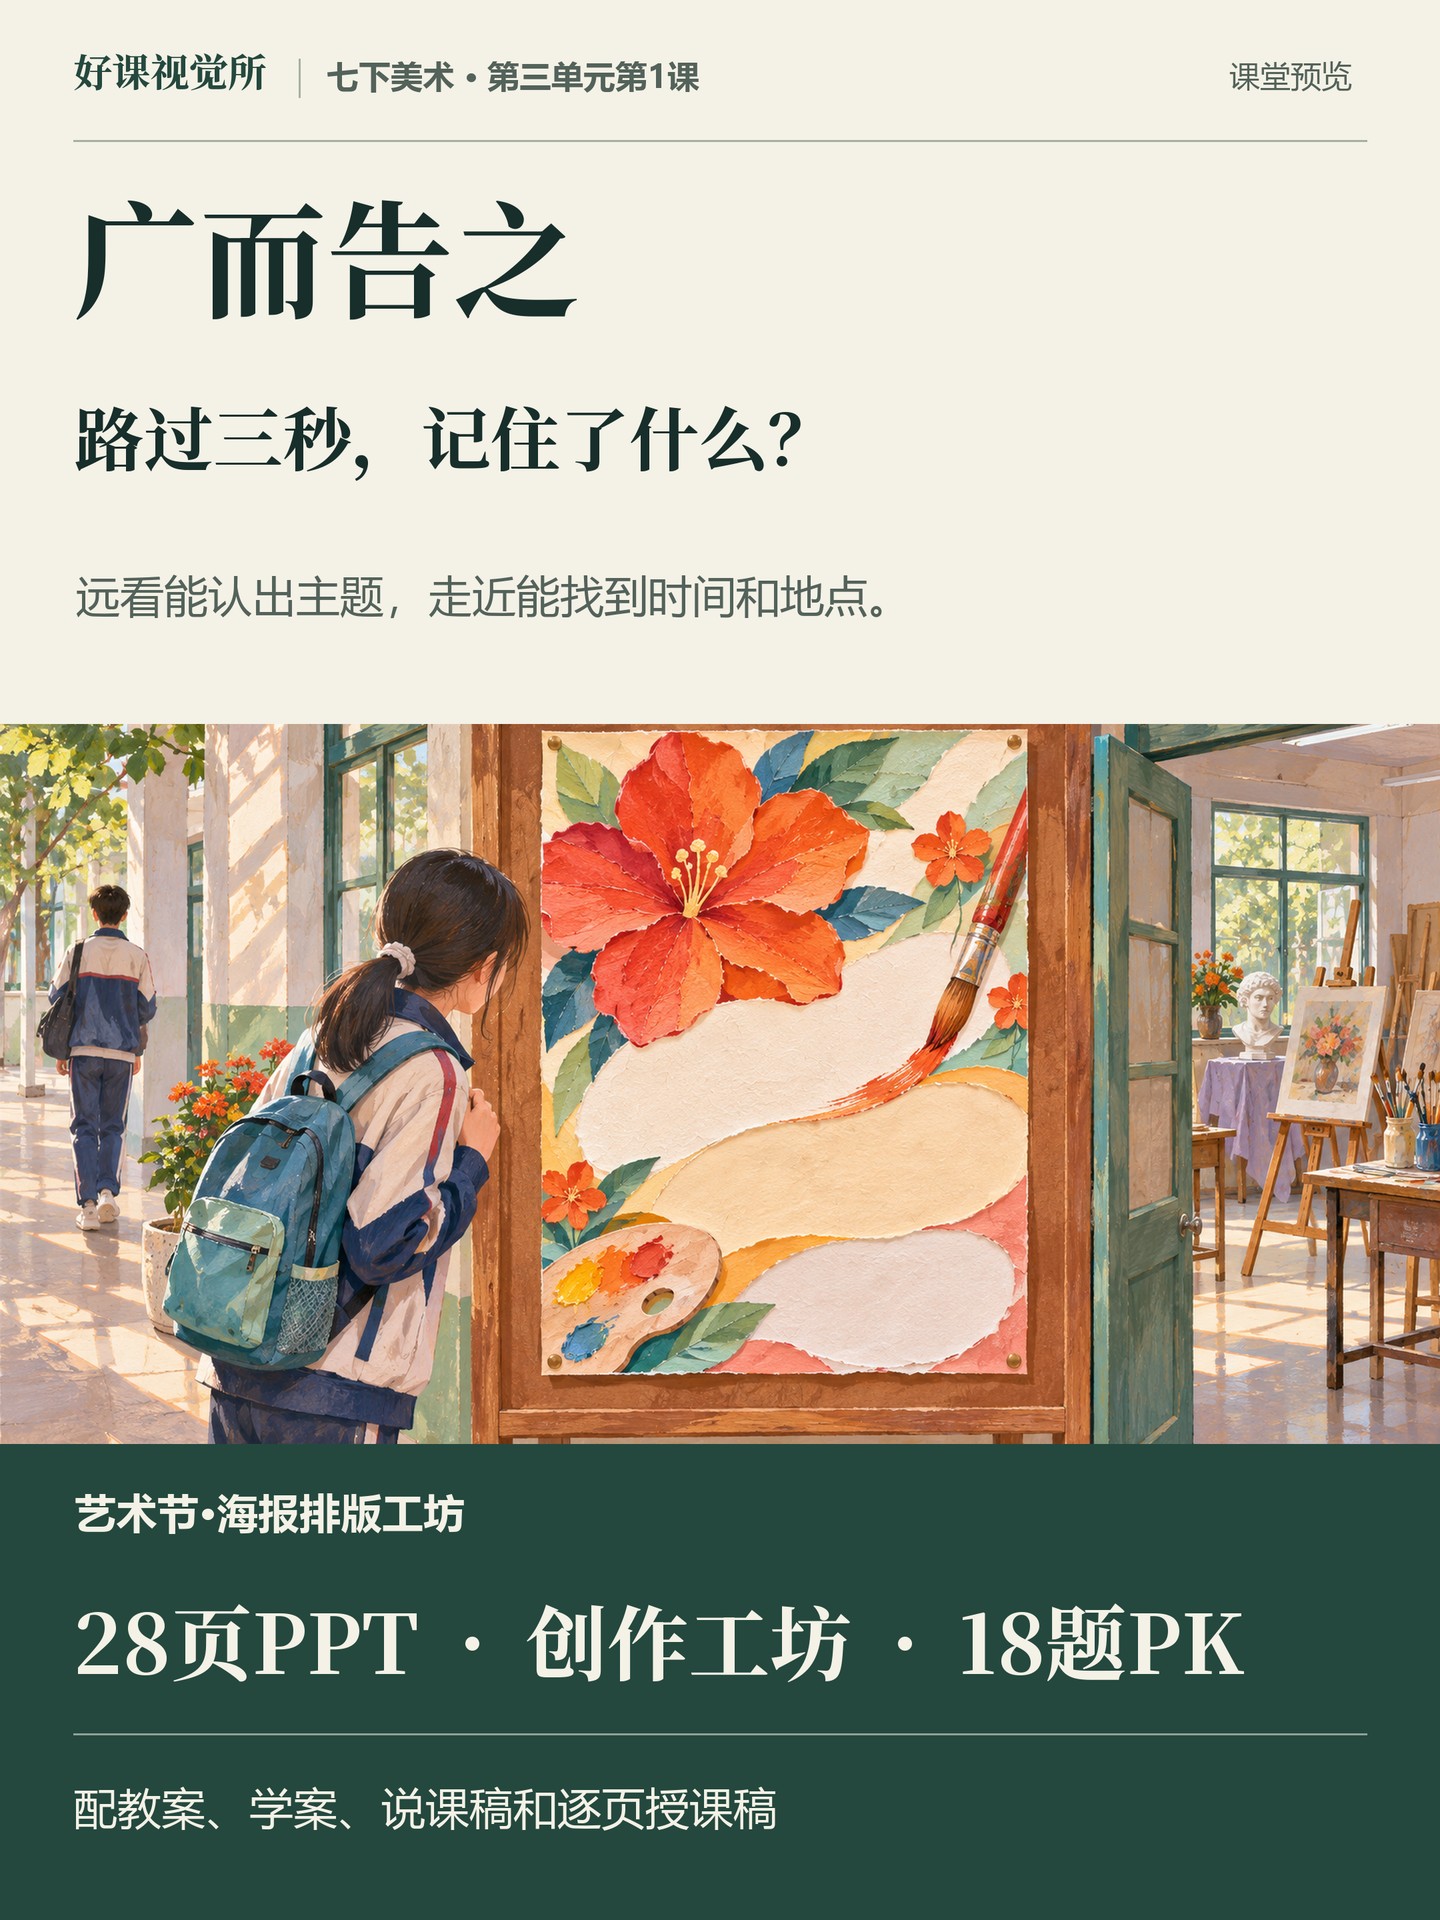 好课视觉所
七下美术·第三单元第1课
课堂预览
广而告之
路过三秒，记住了什么？
远看能认出主题，走近能找到时间和地点。
艺术节·海报排版工坊
28页PPT · 创作工坊 · 18题PK
配教案、学案、说课稿和逐页授课稿